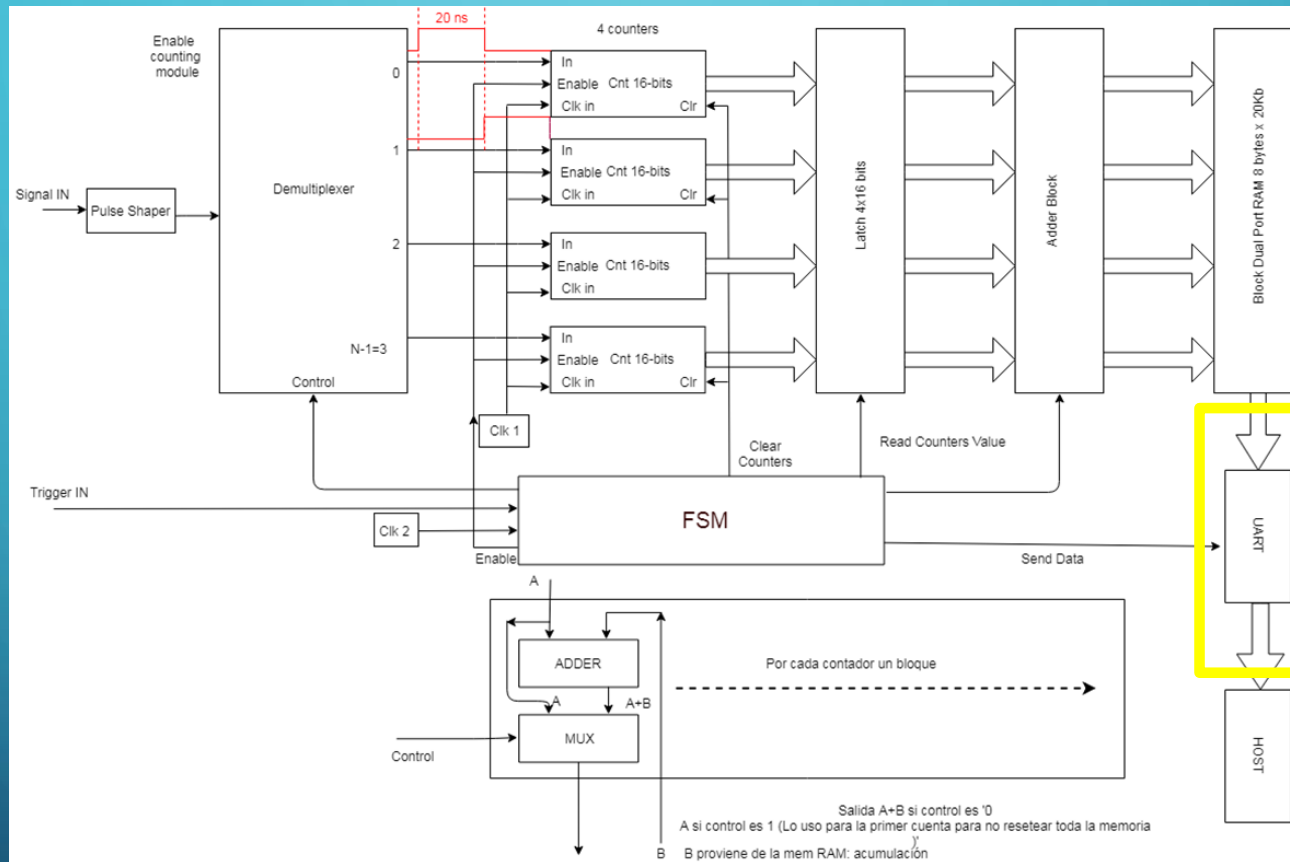 20 ns
4 counters
Enable
counting
module
0
In
Enable
Cnt 16-bits
Clk in
Clr
1
In
Enable
Cnt 16-bits
Clk in
Clr
Signal IN
Pulse Shaper
Demultiplexer
2
In
Enable
Cnt 16-bits
Clk in
N-1=3
In
Enable
Cnt 16-bits
Clk in
Clr
Control
Latch 4x16 bits
Adder Block
Block Dual Port RAM 8 bytes x 20Kb
Clk 1
Clear
Counters
Read Counters Value
Trigger IN
Clk 2
FSM
Enable
Send Data
UART
A
ADDER
Por cada contador un bloque
A
A+B
MUX
Control
HOST
Salida A+B si control es '0
A si control es 1 (Lo uso para la primer cuenta para no resetear toda la memoria
)'
B
B proviene de la mem RAM: acumulación